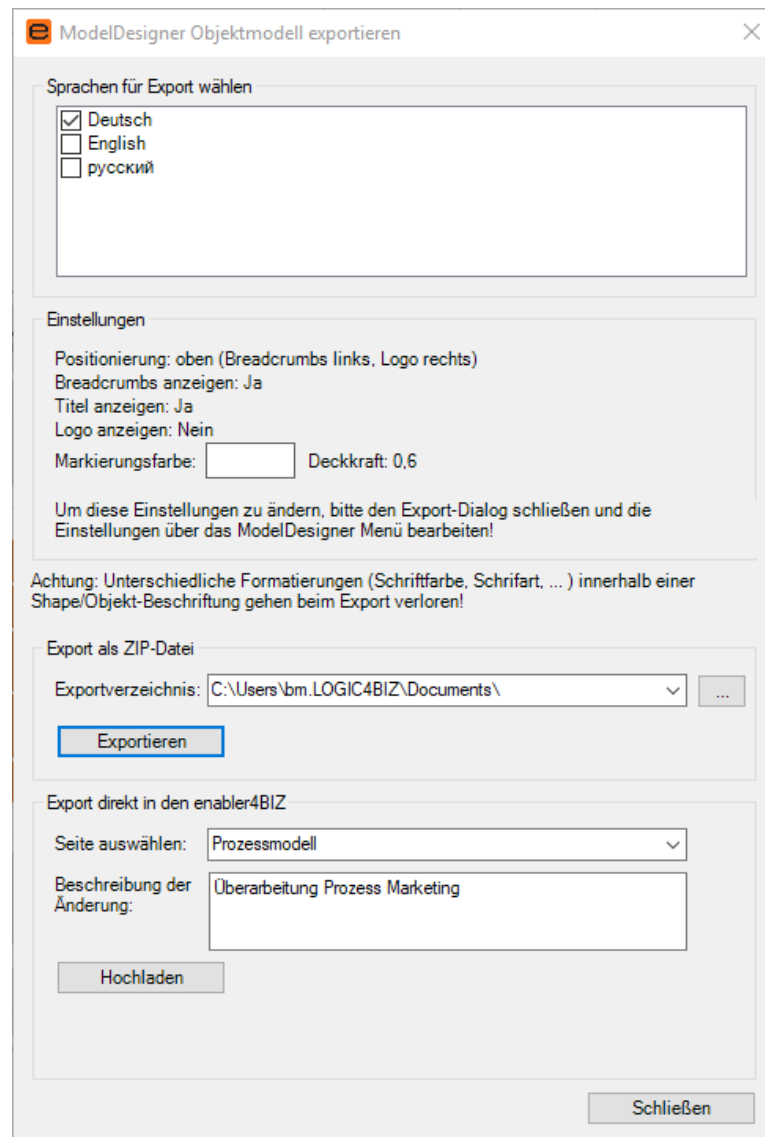 ModelDesigner Objektmodell exportieren
Sprachen für Export wählen
Deutsch
English
русский
Einstellungen
Positionierung: oben (Breadcrumbs links, Logo rechts)
Breadcrumbs anzeigen: Ja
Titel anzeigen: Ja
Logo anzeigen: Nein
Markierungsfarbe: Deckkraft: 0,6
Um diese Einstellungen zu ändern, bitte den Export-Dialog schließen und die
Einstellungen über das ModelDesigner Menü bearbeiten!
Achtung: Unterschiedliche Formatierungen (Schriftfarbe, Schrifart, ... ) innerhalb einer
Shape/Objekt-Beschriftung gehen beim Export verloren!
Export als ZIP-Datei
Exportverzeichnis: C:\Users\bm.LOGIC4BIZ\Documents\ ...
Exportieren
Export direkt in den enabler4BIZ
Seite auswählen: Prozessmodell
Beschreibung der Überarbeitung Prozess Marketing
Änderung:
Hochladen
Schließen